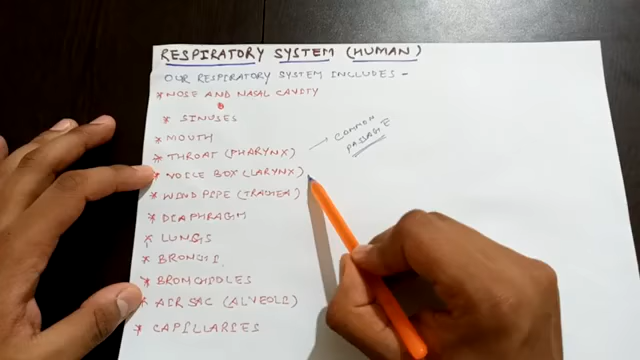 RESPIRATORY SYSTEM (HUMAN)
OUR RESPIRATORY SYSTEM INCLUDES -
* NOSE AND NASAL CAVITY
* SINUSES
* MOUTH
* THROAT (PHARYNX) → COMMON PASSAGE
* VOICE BOX (LARYNX)
* WIND PIPE (TRACHEA)
* DIAPHRAGM
* LUNGS
* BRONCHI
* BRONCHIOLES
* AIR SAC (ALVEOLI)
* CAPILLARIES